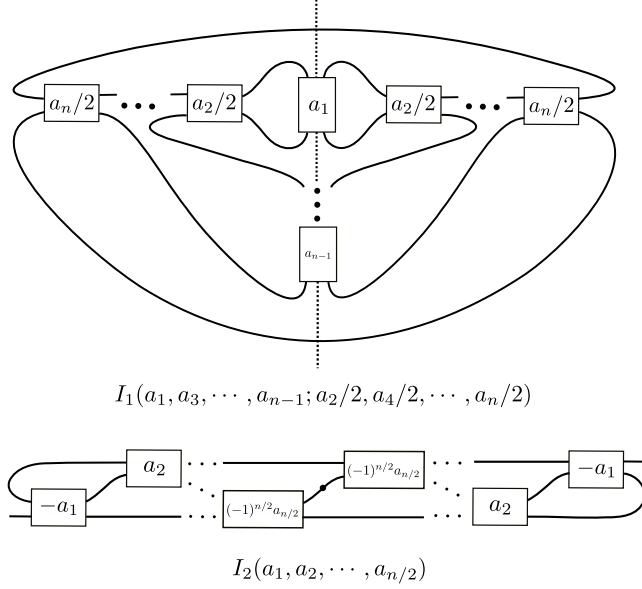 a_n/2 ••• a_2/2 a_1 a_2/2 ••• a_n/2
a_{n-1}
I_1(a_1, a_3, ⋯ , a_{n-1}; a_2/2, a_4/2, ⋯ , a_n/2)
a_2 (-1)^{n/2}a_{n/2} -a_1
-a_1 (-1)^{n/2}a_{n/2} a_2
I_2(a_1, a_2, ⋯ , a_{n/2})